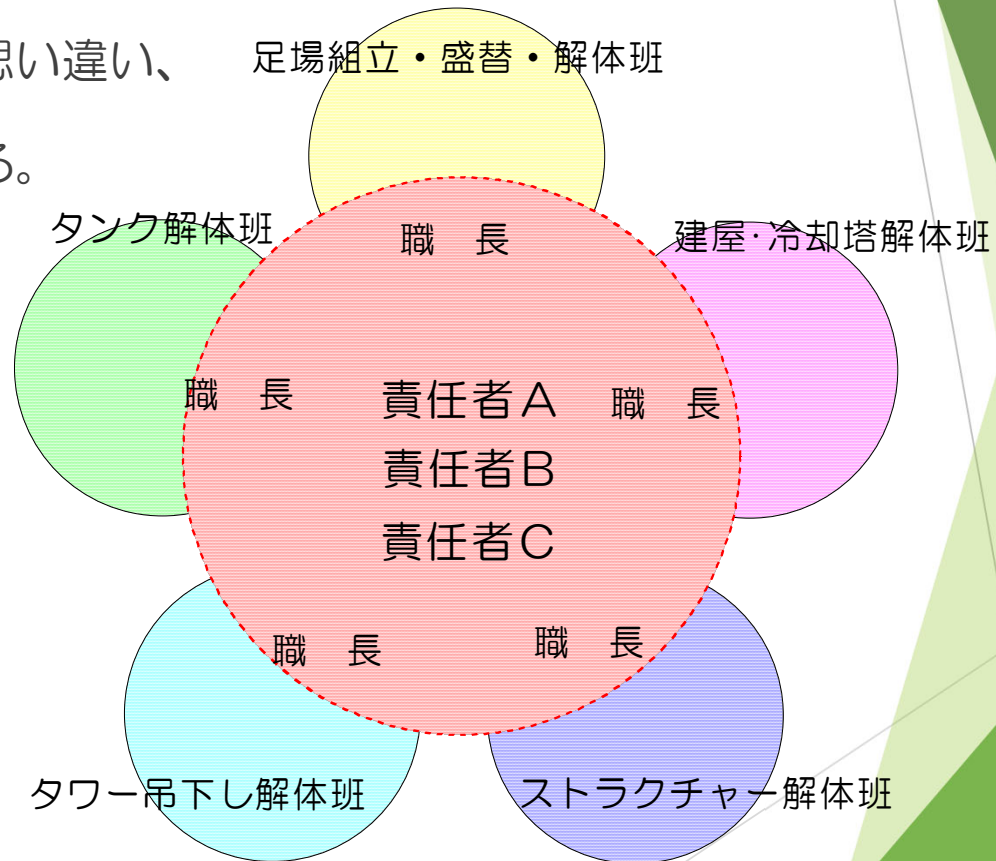 思い違い、
足場組立・盛替・解体班
る。
タンク解体班
職　長
建屋･冷却塔解体班
職　長
責任者Ａ
職　長
責任者Ｂ
責任者Ｃ
職　長
職　長
タワー吊下し解体班
ストラクチャー解体班